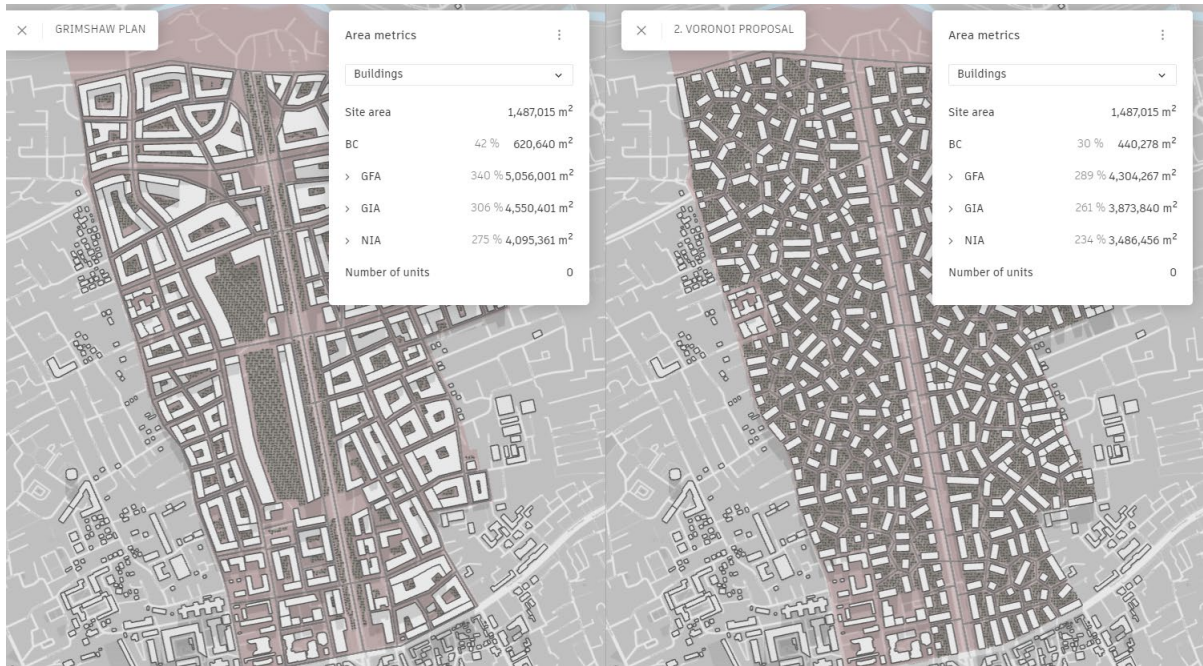 GRIMSHAW PLAN
Area metrics
Buildings
Site area 1,487,015 m²
BC 42 % 620,640 m²
GFA 340 % 5,056,001 m²
GIA 306 % 4,550,401 m²
NIA 275 % 4,095,361 m²
Number of units 0
2. VORONOI PROPOSAL
Area metrics
Buildings
Site area 1,487,015 m²
BC 30 % 440,278 m²
GFA 289 % 4,304,267 m²
GIA 261 % 3,873,840 m²
NIA 234 % 3,486,456 m²
Number of units 0